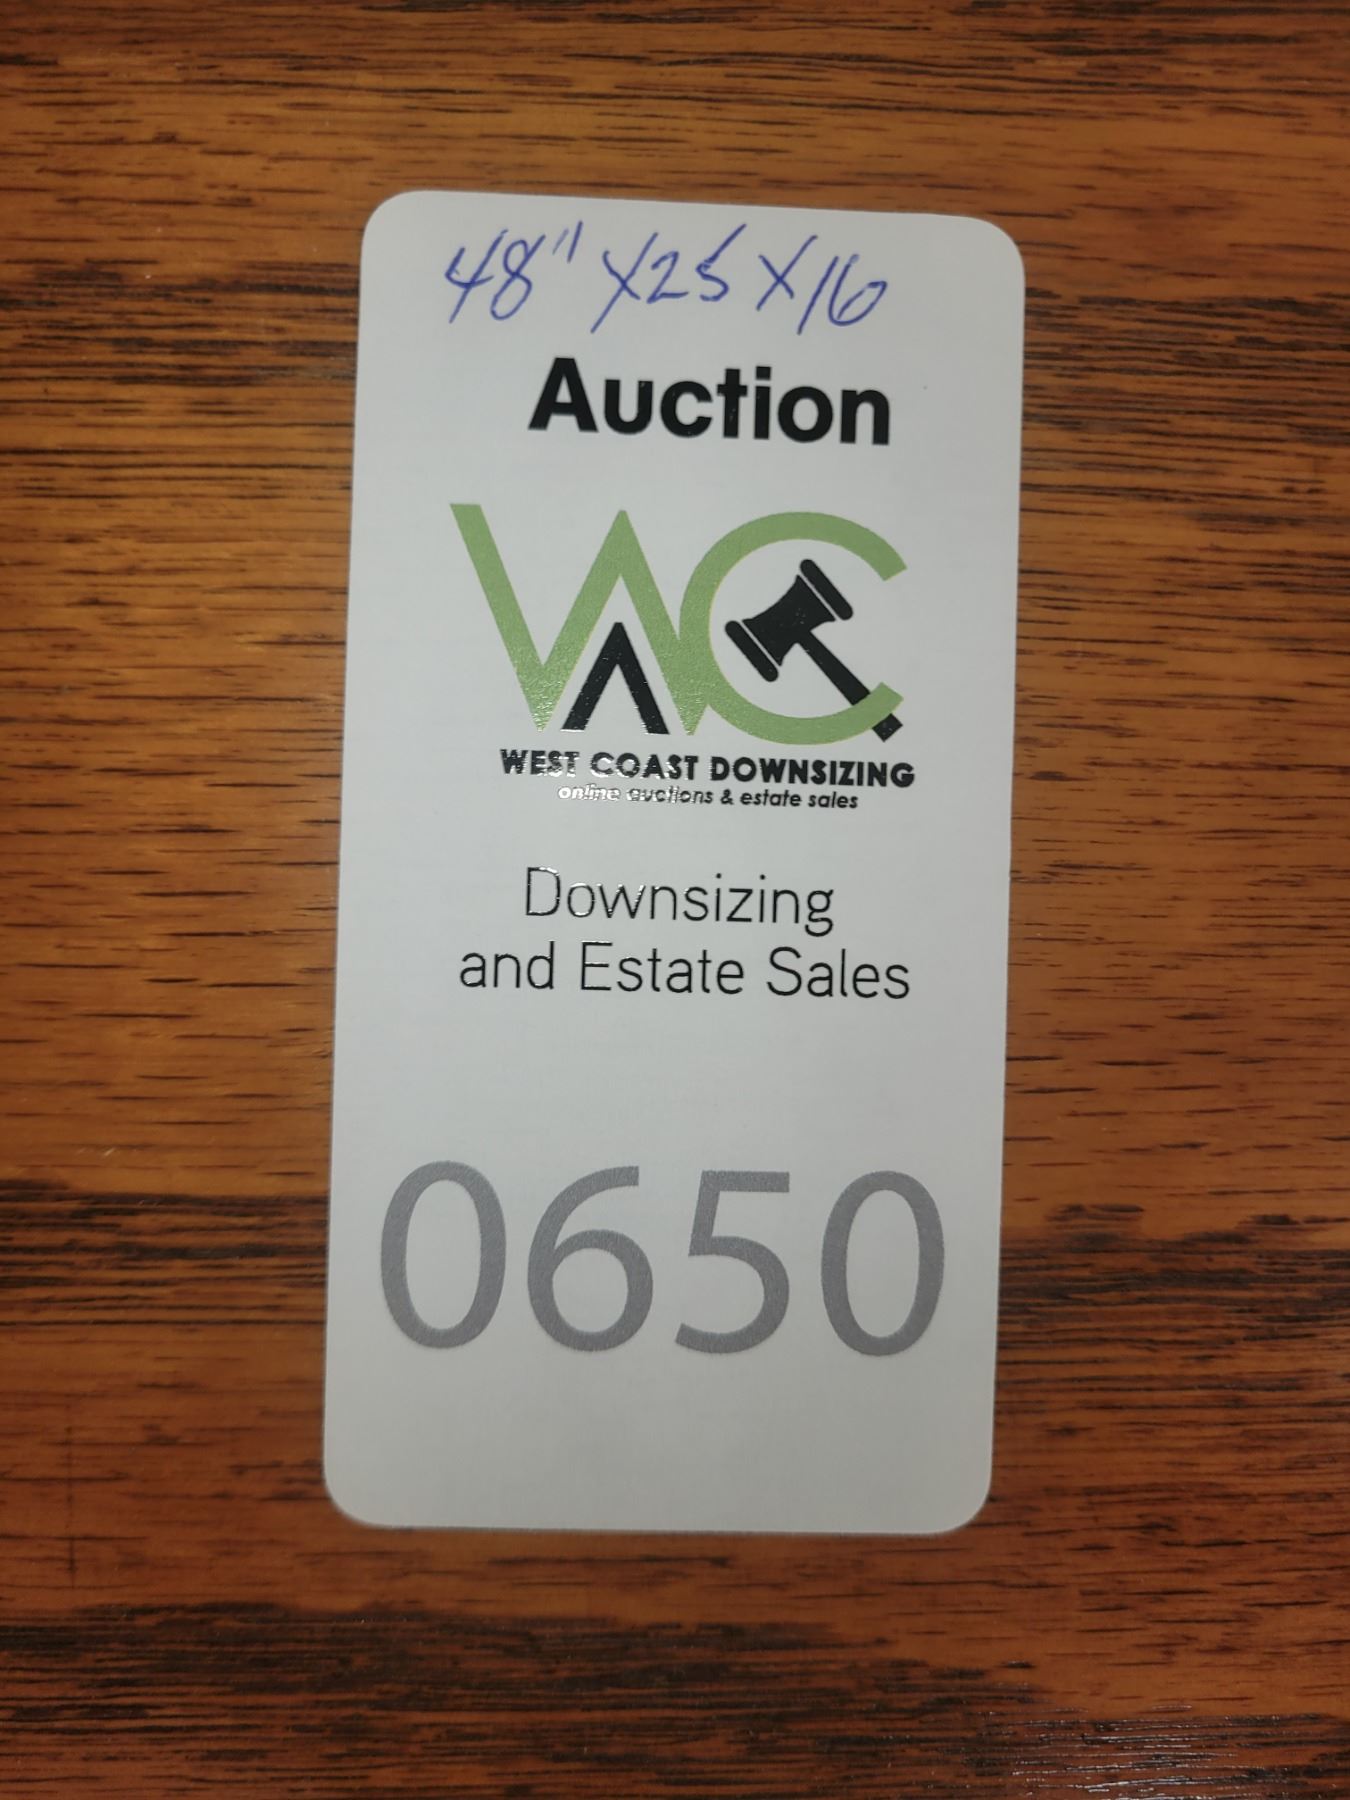 48" X25 X16
Auction
WC
WEST COAST DOWNSIZING
online auctions & estate sales
Downsizing
and Estate Sales
0650